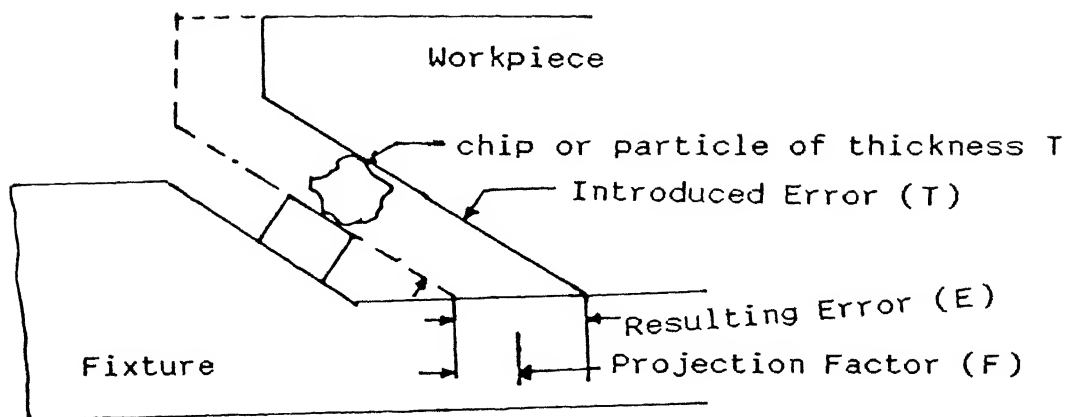 Workpiece
chip or particle of thickness T
Introduced Error (T)
Resulting Error (E)
Fixture
Projection Factor (F)